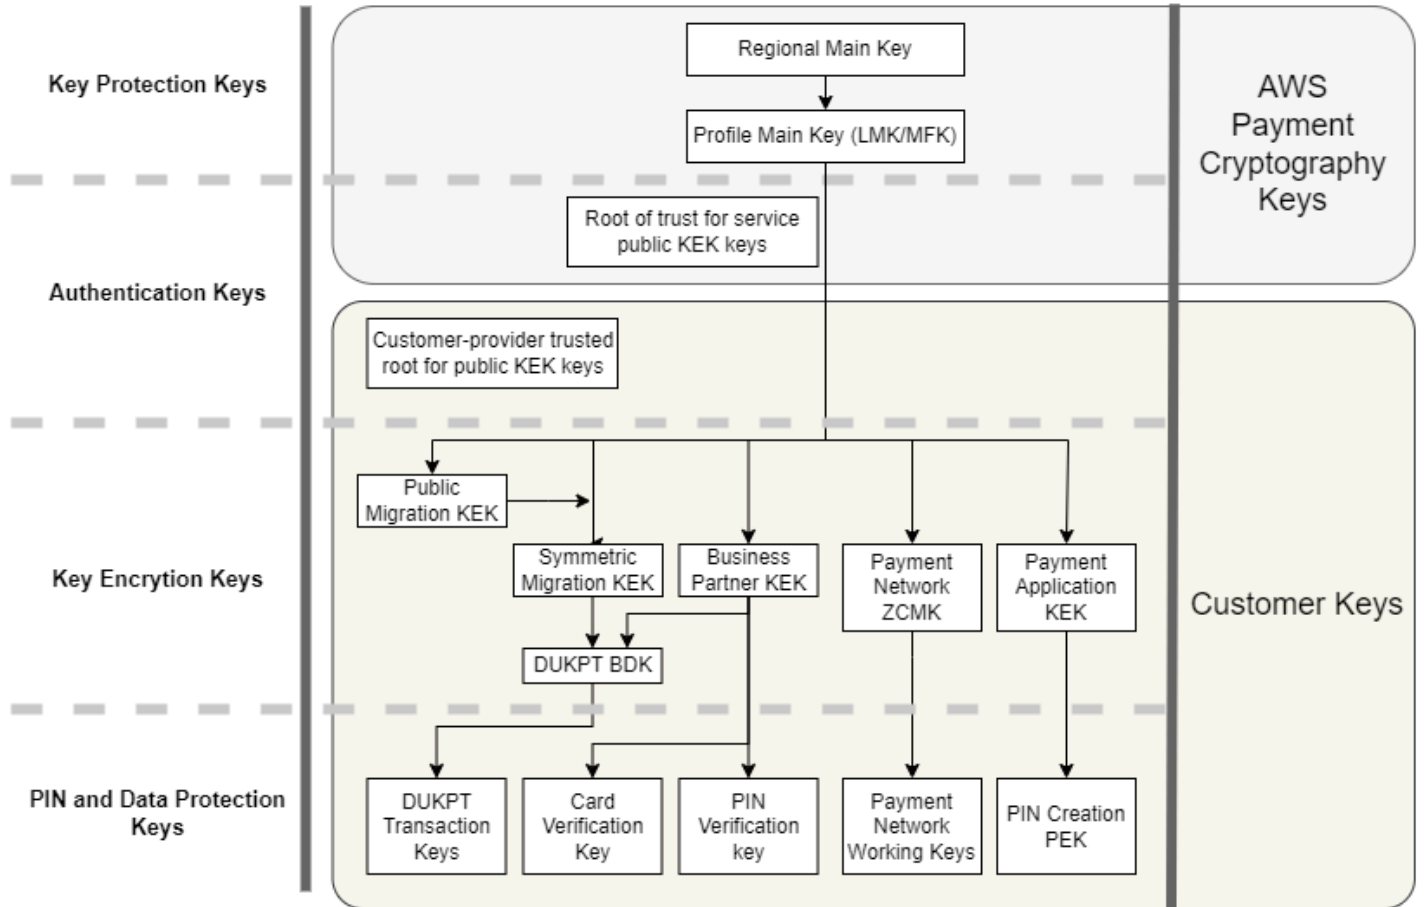 Regional Main Key
Key Protection Keys
Profile Main Key (LMK/MFK)
AWS
Payment
Cryptography
Keys
Root of trust for service
public KEK keys
Authentication Keys
Customer-provider trusted
root for public KEK keys
Public
Migration KEK
Key Encrytion Keys
Symmetric
Migration KEK
Business
Partner KEK
Payment
Network
ZCMK
Payment
Application
KEK
Customer Keys
DUKPT BDK
PIN and Data Protection
Keys
DUKPT
Transaction
Keys
Card
Verification
Key
PIN
Verification
key
Payment
Network
Working Keys
PIN Creation
PEK